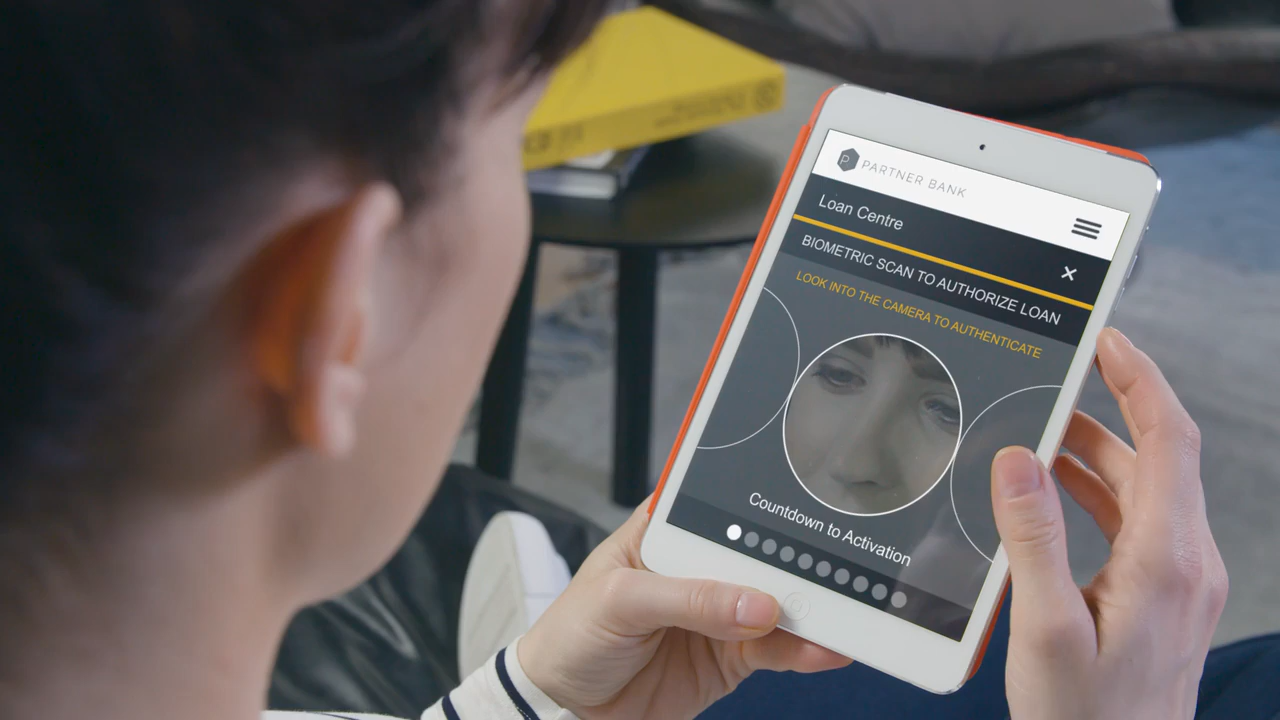 PARTNER BANK
Loan Centre
BIOMETRIC SCAN TO AUTHORIZE LOAN
LOOK INTO THE CAMERA TO AUTHENTICATE
Countdown to Activation